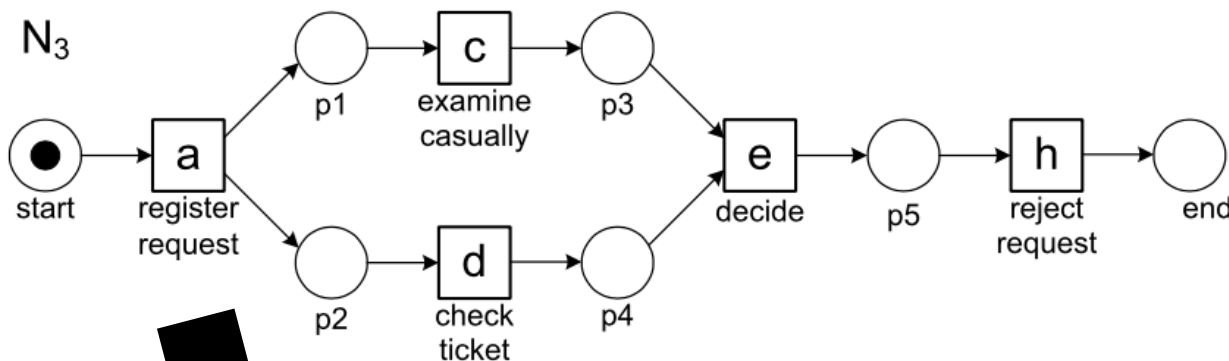 N3
p1
c
examine
casually
p3
start
a
register
request
e
decide
p5
h
reject
request
end
p2
d
check
ticket
p4